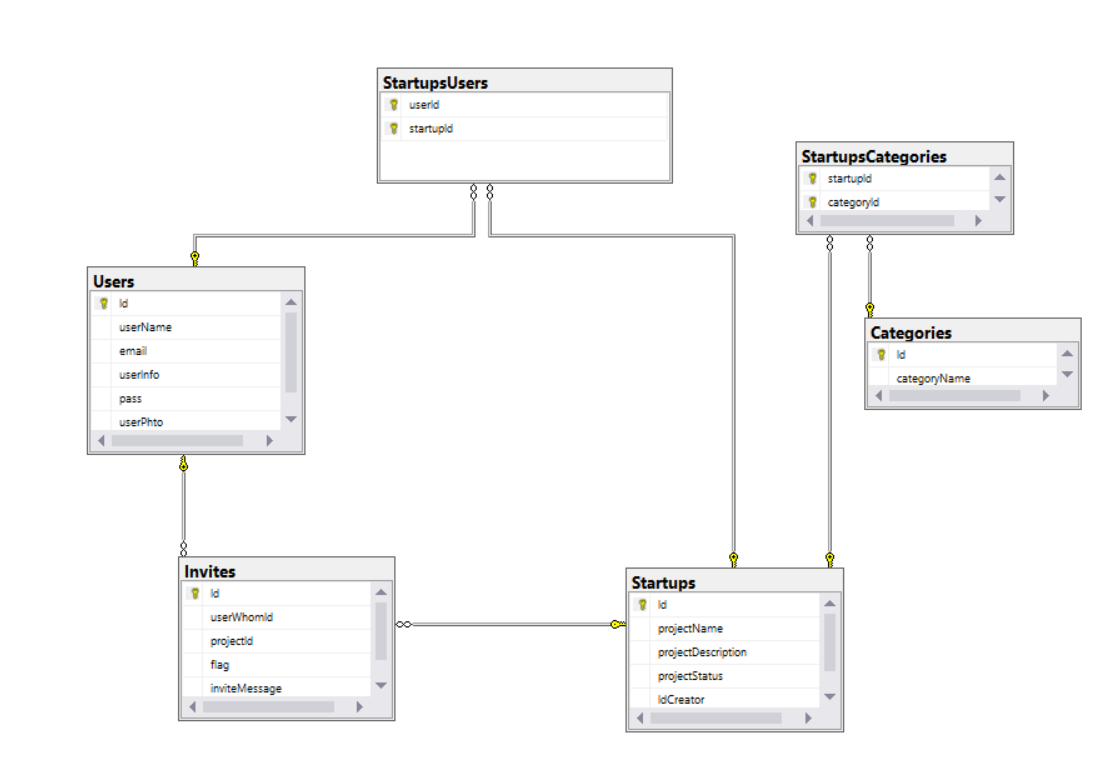 StartupsUsers
userId
startupId
StartupsCategories
startupId
categoryId
Users
Id
userName
email
userInfo
pass
userPhto
Categories
Id
categoryName
Invites
Id
userWhomId
projectId
flag
inviteMessage
Startups
Id
projectName
projectDescription
projectStatus
IdCreator